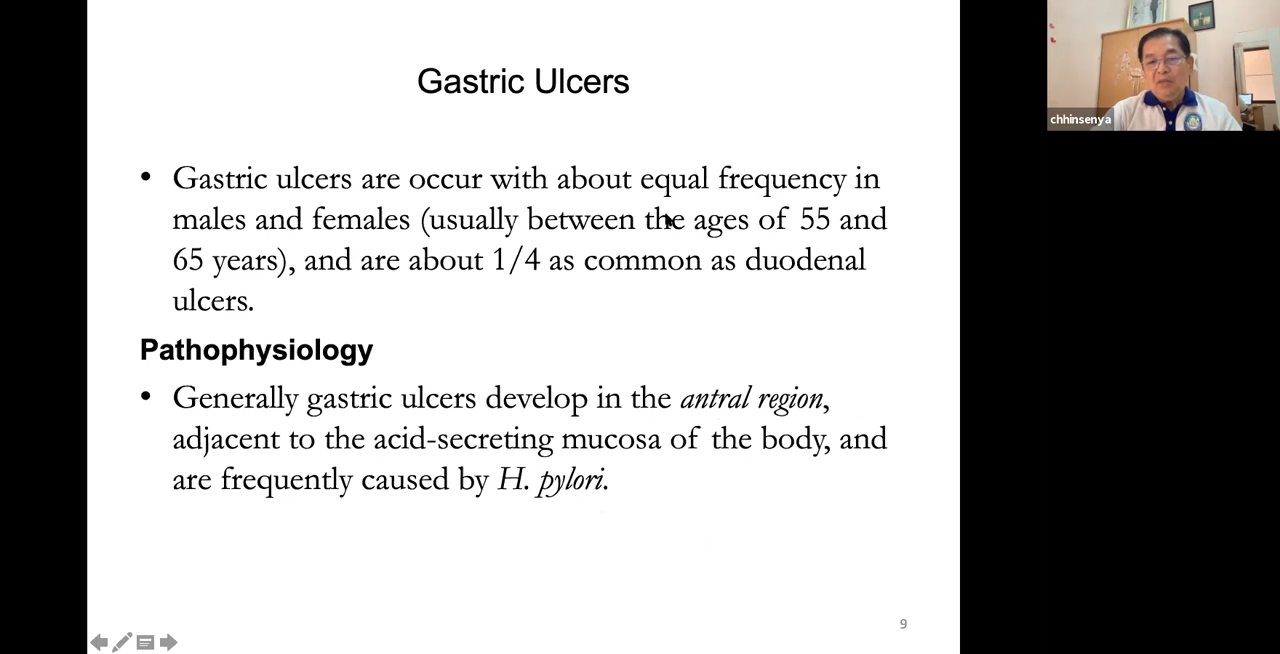 Gastric Ulcers
• Gastric ulcers are occur with about equal frequency in
males and females (usually between the ages of 55 and
65 years), and are about 1/4 as common as duodenal
ulcers.
Pathophysiology
• Generally gastric ulcers develop in the antral region,
adjacent to the acid-secreting mucosa of the body, and
are frequently caused by H. pylori.
9
chhinsenya